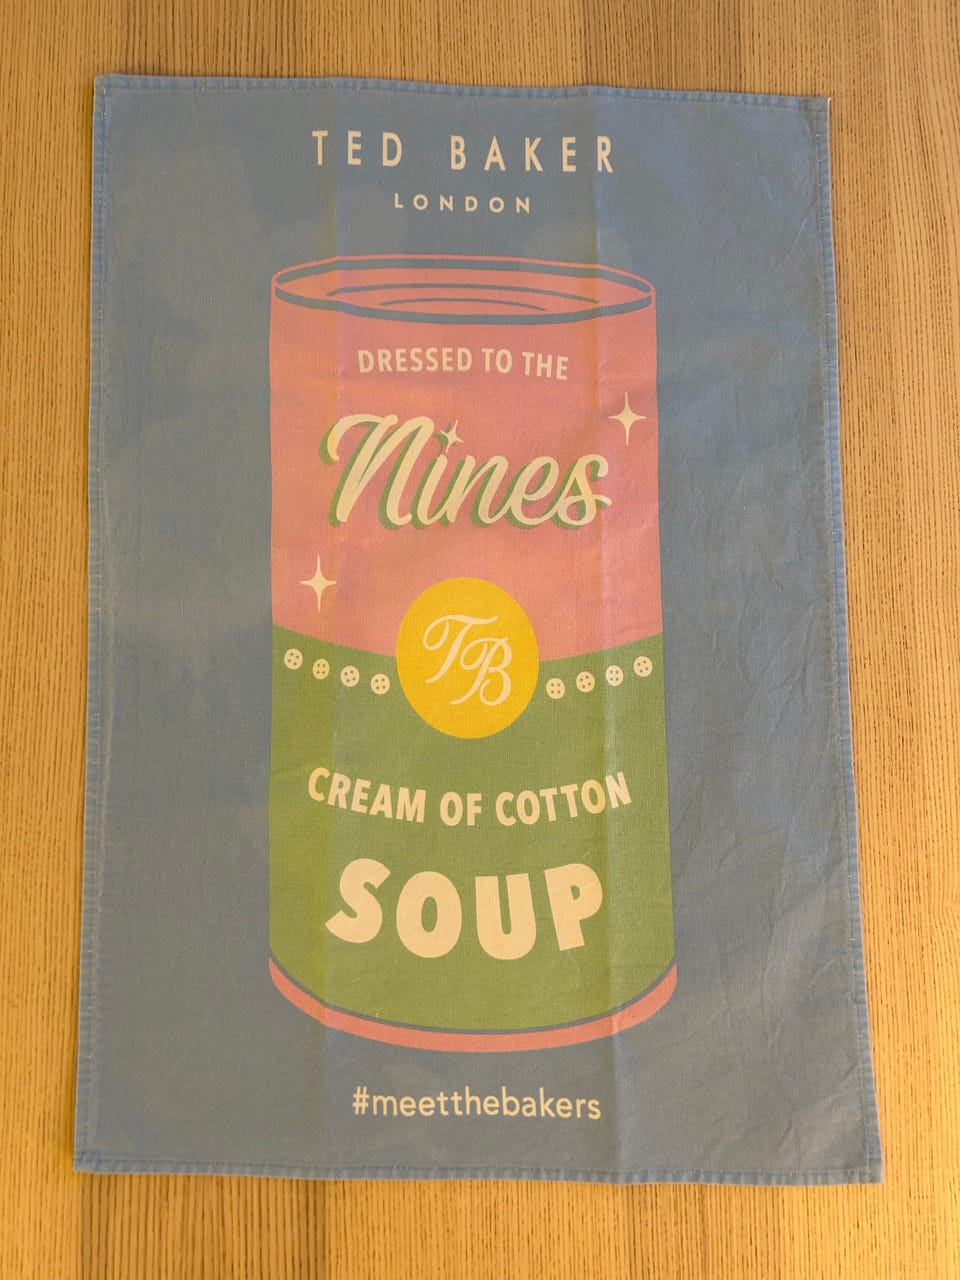 TED BAKER
LONDON
DRESSED TO THE
Nines
TB
CREAM OF COTTON
SOUP
#meetthebakers